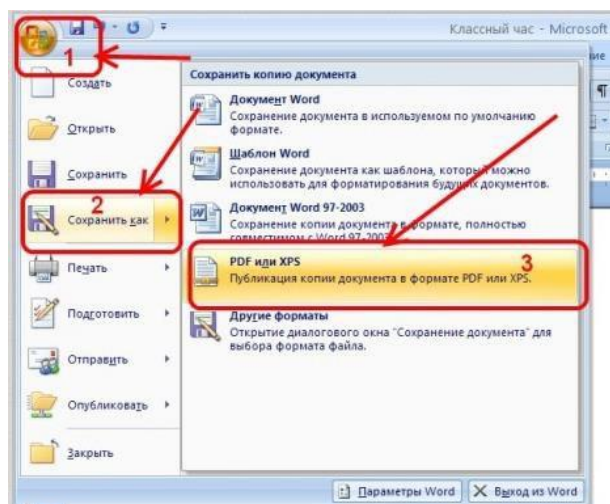 Классный час - Microsoft
1
Создать
Открыть
Сохранить
2
Сохранить как
Печать
Подготовить
Отправить
Опубликовать
Закрыть
Сохранить копию документа
Документ Word
Сохранение документа в используемом по умолчанию
формате.
Шаблон Word
Сохранение документа как шаблона, который можно
использовать для форматирования будущих документов.
Документ Word 97-2003
Сохранение копии документа в формате, полностью
совместимом с Word 97-2003.
PDF или XPS
3
Публикация копии документа в формате PDF или XPS.
Другие форматы
Открытие диалогового окна "Сохранение документа" для
выбора формата файла.
Параметры Word
Выход из Word